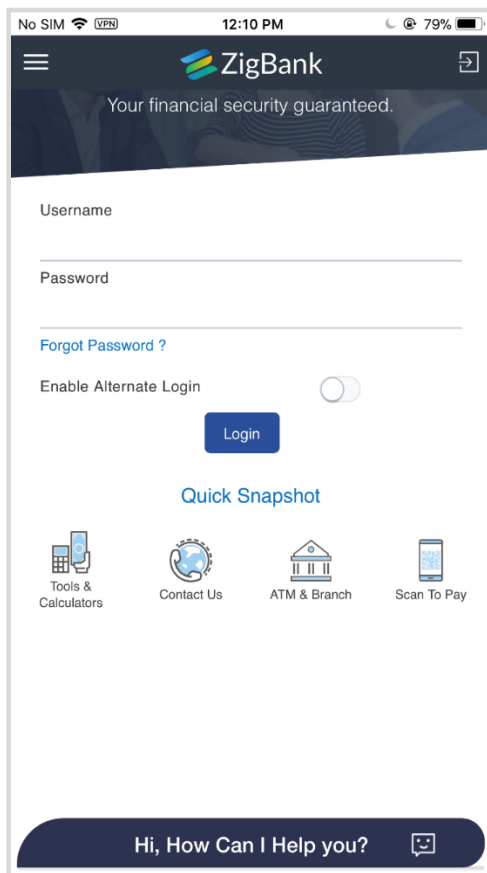 No SIM VPN 12:10 PM 79%
ZigBank
Your financial security guaranteed.
Username
Password
Forgot Password ?
Enable Alternate Login
Login
Quick Snapshot
Tools &
Calculators
Contact Us
ATM & Branch
Scan To Pay
Hi, How Can I Help you?